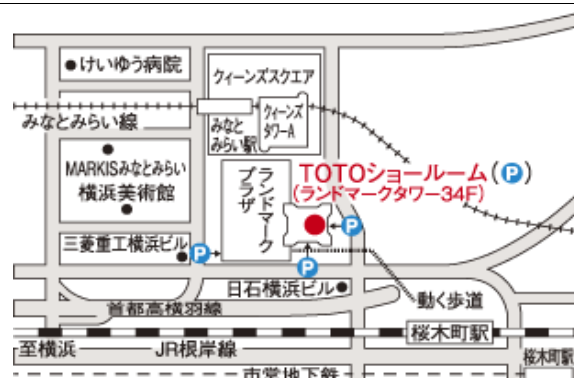 けいゆう病院
クィーンズスクエア
クィーンズ
タワーA
みなとみらい線
みなと
みらい駅
MARKISみなとみらい
横浜美術館
ランドマーク
プラザ
TOTOショールーム(P)
(ランドマークタワー34F)
P
三菱重工横浜ビル
P
P
日石横浜ビル
動く歩道
首都高横羽線
桜木町駅
至横浜
JR根岸線
桜木町駅
市営地下鉄